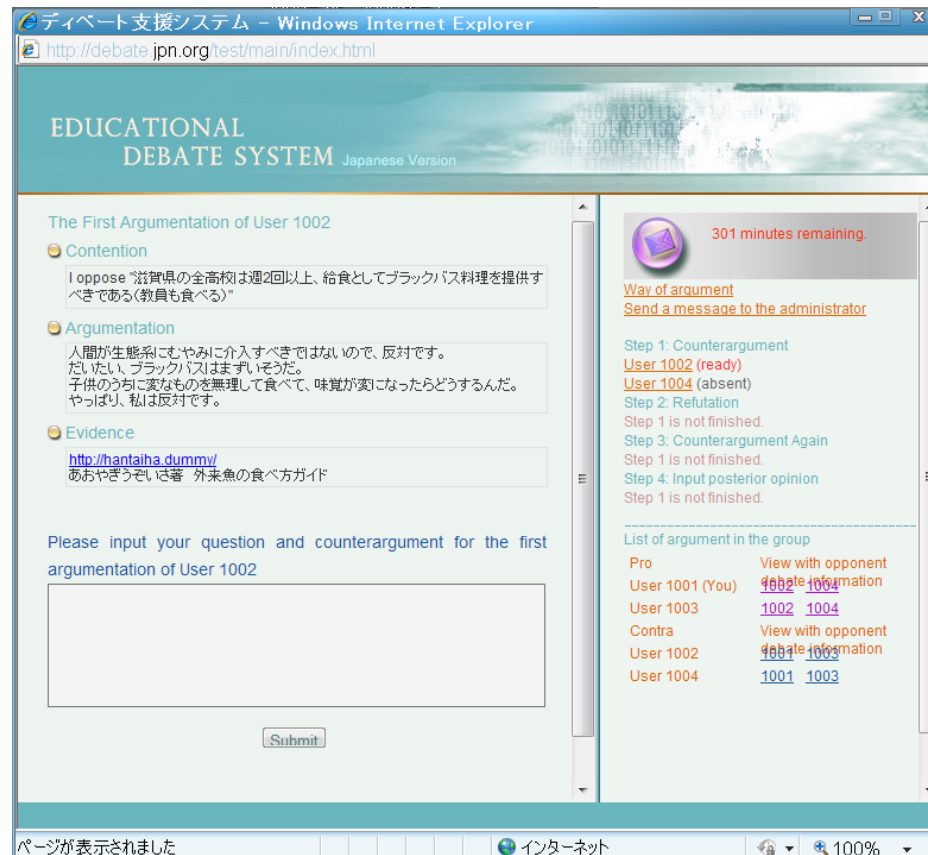 ディベート支援システム - Windows Internet Explorer
http://debate.jpn.org/test/main/index.html
EDUCATIONAL
DEBATE SYSTEM Japanese Version
The First Argumentation of User 1002
Contention
I oppose "滋賀県の全高校は週2回以上、給食としてブラックバス料理を提供す
べきである(教員も食べる)"
Argumentation
人間が生態系にむやみに介入すべきではないので、反対です。
だいたい、ブラックバスはまずいそうだ。
子供のうちに変なものを無理して食べて、味覚が変になったらどうするんだ。
やっぱり、私は反対です。
Evidence
http://hantaiha.dummy/
あおやぎうぞいさ著 外来魚の食べ方ガイド
Please input your question and counterargument for the first
argumentation of User 1002
Submit
301 minutes remaining.
Way of argument
Send a message to the administrator
Step 1: Counterargument
User 1002 (ready)
User 1004 (absent)
Step 2: Refutation
Step 1 is not finished.
Step 3: Counterargument Again
Step 1 is not finished.
Step 4: Input posterior opinion
Step 1 is not finished.
List of argument in the group
Pro View with opponent
debate information
User 1001 (You) 1002 1004
User 1003 1002 1004
Contra View with opponent
debate information
User 1002 1001 1003
User 1004 1001 1003
ページが表示されました
インターネット
100%